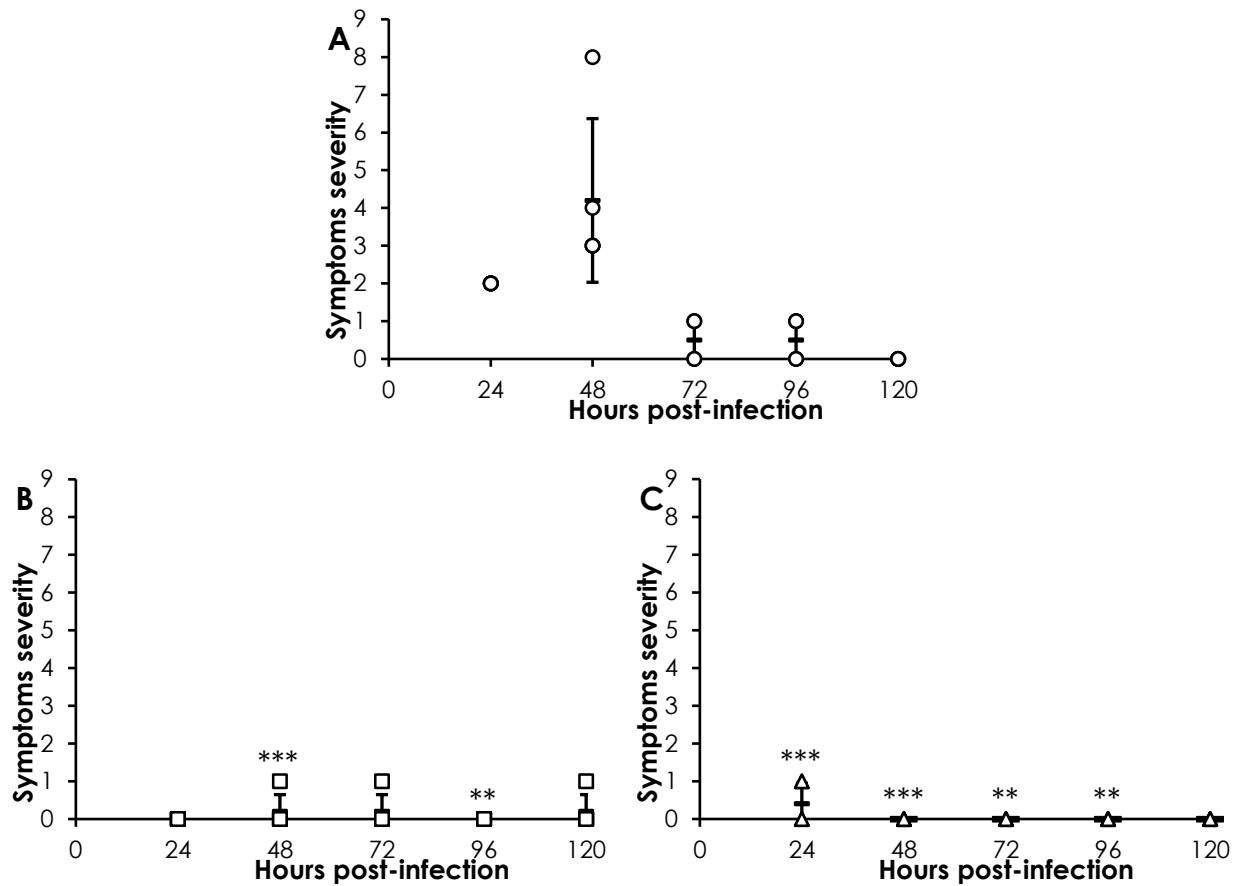 A
Symptoms severity
9
8
7
6
5
4
3
2
1
0
0 24 48 72 96 120
Hours post-infection
B
Symptoms severity
9
8
7
6
5
4
3
2
1
0
***
**
0 24 48 72 96 120
Hours post-infection
C
Symptoms severity
9
8
7
6
5
4
3
2
1
0
***
*** ** **
0 24 48 72 96 120
Hours post-infection